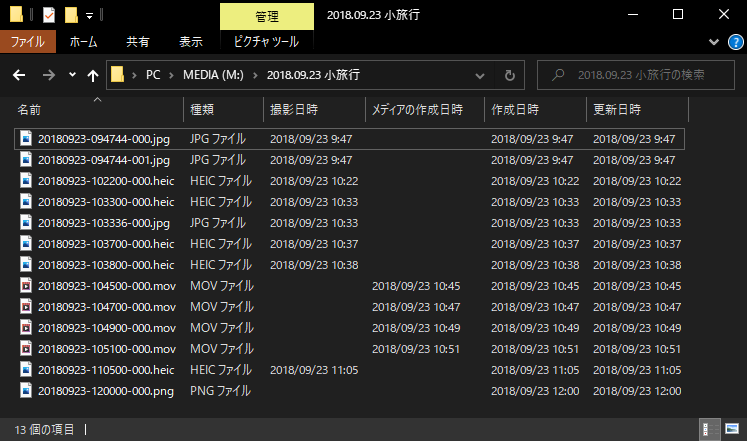 管理 2018.09.23 小旅行
ファイル ホーム 共有 表示 ピクチャ ツール
PC MEDIA (M:) 2018.09.23 小旅行 2018.09.23 小旅行の検索
名前 種類 撮影日時 メディアの作成日時 作成日時 更新日時
20180923-094744-000.jpg JPG ファイル 2018/09/23 9:47 2018/09/23 9:47 2018/09/23 9:47
20180923-094744-001.jpg JPG ファイル 2018/09/23 9:47 2018/09/23 9:47 2018/09/23 9:47
20180923-102200-000.heic HEIC ファイル 2018/09/23 10:22 2018/09/23 10:22 2018/09/23 10:22
20180923-103300-000.heic HEIC ファイル 2018/09/23 10:33 2018/09/23 10:33 2018/09/23 10:33
20180923-103336-000.jpg JPG ファイル 2018/09/23 10:33 2018/09/23 10:33 2018/09/23 10:33
20180923-103700-000.heic HEIC ファイル 2018/09/23 10:37 2018/09/23 10:37 2018/09/23 10:37
20180923-103800-000.heic HEIC ファイル 2018/09/23 10:38 2018/09/23 10:38 2018/09/23 10:38
20180923-104500-000.mov MOV ファイル 2018/09/23 10:45 2018/09/23 10:45 2018/09/23 10:45
20180923-104700-000.mov MOV ファイル 2018/09/23 10:47 2018/09/23 10:47 2018/09/23 10:47
20180923-104900-000.mov MOV ファイル 2018/09/23 10:49 2018/09/23 10:49 2018/09/23 10:49
20180923-105100-000.mov MOV ファイル 2018/09/23 10:51 2018/09/23 10:51 2018/09/23 10:51
20180923-110500-000.heic HEIC ファイル 2018/09/23 11:05 2018/09/23 11:05 2018/09/23 11:05
20180923-120000-000.png PNG ファイル 2018/09/23 12:00 2018/09/23 12:00
13 個の項目